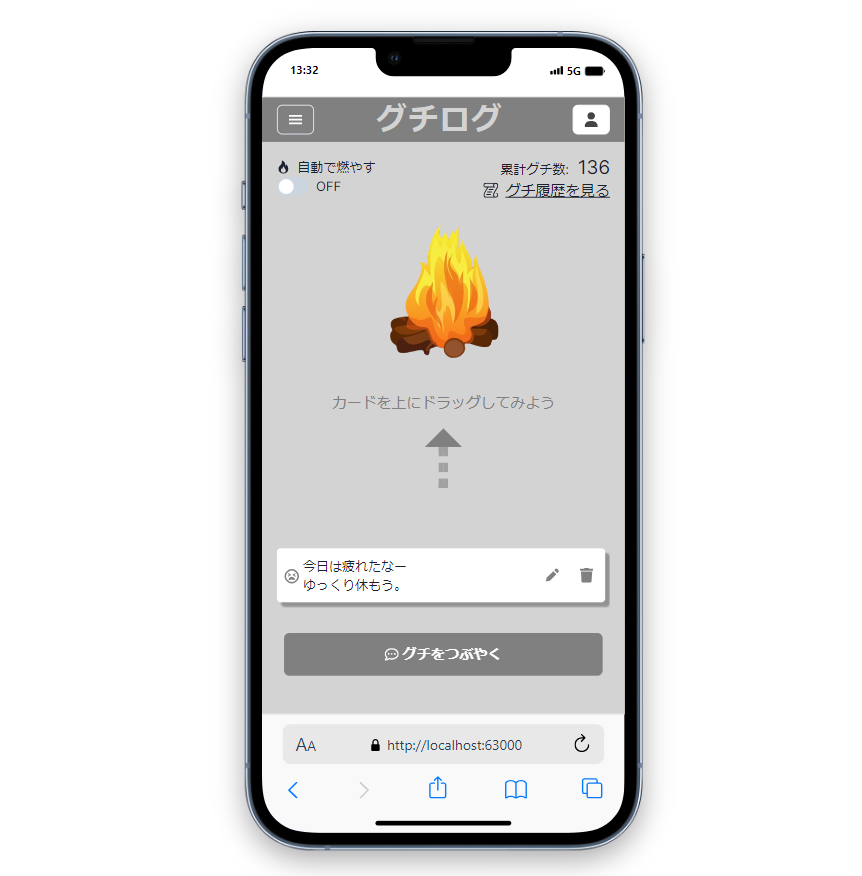 13:32
5G
グチログ
自動で燃やす
OFF
累計グチ数: 136
グチ履歴を見る
カードを上にドラッグしてみよう
今日は疲れたなー
ゆっくり休もう。
グチをつぶやく
AA
http://localhost:63000